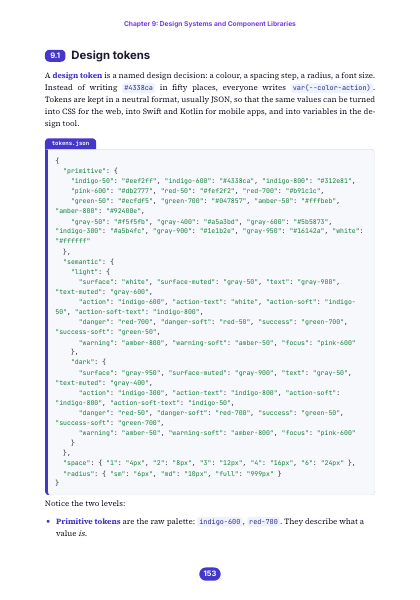 Chapter 9: Design Systems and Component Libraries
9.1 Design tokens
A design token is a named design decision: a colour, a spacing step, a radius, a font size.
Instead of writing #4338ca in fifty places, everyone writes var(--color-action).
Tokens are kept in a neutral format, usually JSON, so that the same values can be turned
into CSS for the web, into Swift and Kotlin for mobile apps, and into variables in the de-
sign tool.
tokens.json
{
"primitive": {
"indigo-50": "#eef2ff", "indigo-600": "#4338ca", "indigo-800": "#312e81",
"pink-600": "#db2777", "red-50": "#fef2f2", "red-700": "#b91c1c",
"green-50": "#ecfdf5", "green-700": "#047857", "amber-50": "#fffbeb",
"amber-800": "#92400e",
"gray-50": "#f5f5fb", "gray-400": "#a5a3bd", "gray-600": "#5b5873",
"indigo-300": "#a5b4fc", "gray-900": "#1e1b2e", "gray-950": "#16142a", "white":
"#ffffff"
},
"semantic": {
"light": {
"surface": "white", "surface-muted": "gray-50", "text": "gray-900",
"text-muted": "gray-600",
"action": "indigo-600", "action-text": "white", "action-soft": "indigo-
50", "action-soft-text": "indigo-800",
"danger": "red-700", "danger-soft": "red-50", "success": "green-700",
"success-soft": "green-50",
"warning": "amber-800", "warning-soft": "amber-50", "focus": "pink-600"
},
"dark": {
"surface": "gray-950", "surface-muted": "gray-900", "text": "gray-50",
"text-muted": "gray-400",
"action": "indigo-300", "action-text": "indigo-800", "action-soft":
"indigo-800", "action-soft-text": "indigo-50",
"danger": "red-50", "danger-soft": "red-700", "success": "green-50",
"success-soft": "green-700",
"warning": "amber-50", "warning-soft": "amber-800", "focus": "pink-600"
}
},
"space": { "1": "4px", "2": "8px", "3": "12px", "4": "16px", "6": "24px" },
"radius": { "sm": "6px", "md": "10px", "full": "999px" }
}
Notice the two levels:
• Primitive tokens are the raw palette: indigo-600, red-700. They describe what a
value is.
153